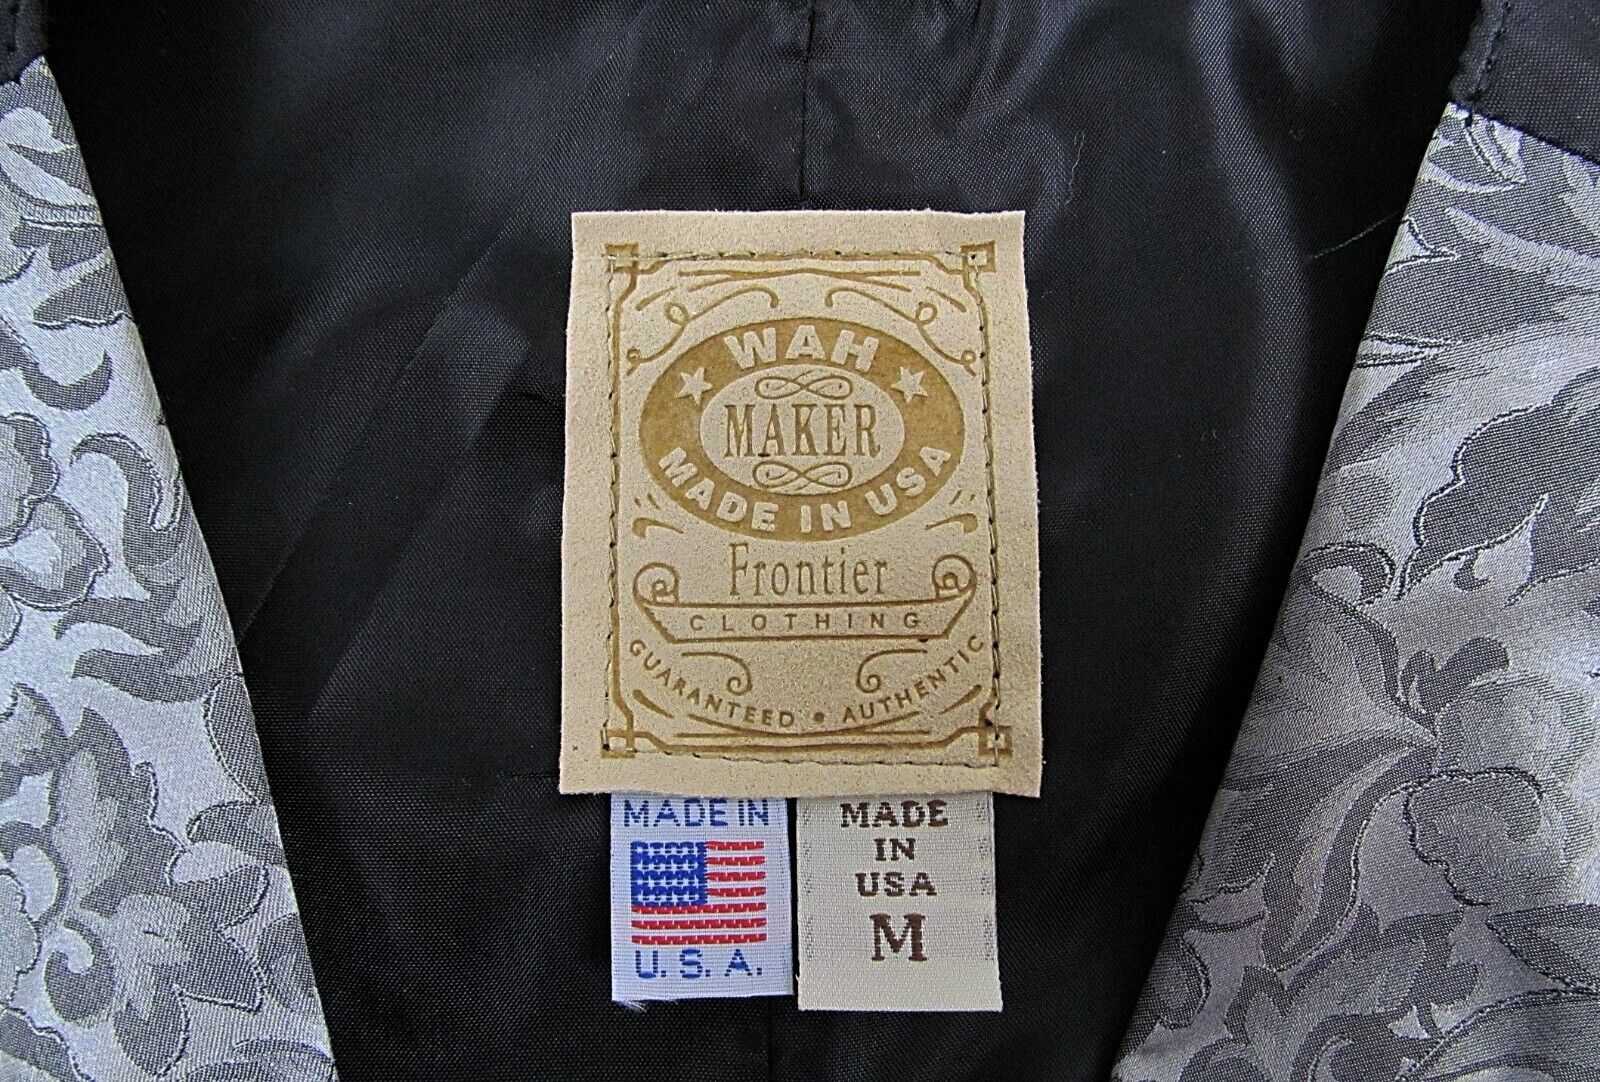 WAH
MAKER
MADE IN USA
Frontier
CLOTHING
GUARANTEED • AUTHENTIC
MADE IN
U.S.A.
MADE
IN
USA
M